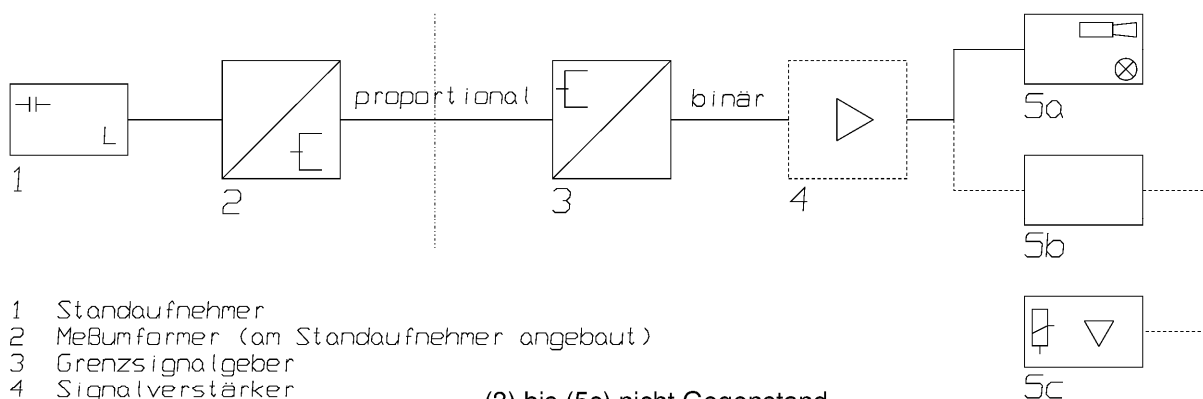 proportional
binär
L
1
2
3
4
5a
5b
5c
1 Standaufnehmer
2 Meßumformer (am Standaufnehmer angebaut)
3 Grenzsignalgeber
4 Signalverstärker
(3) bis (5c) nicht Gegenstand